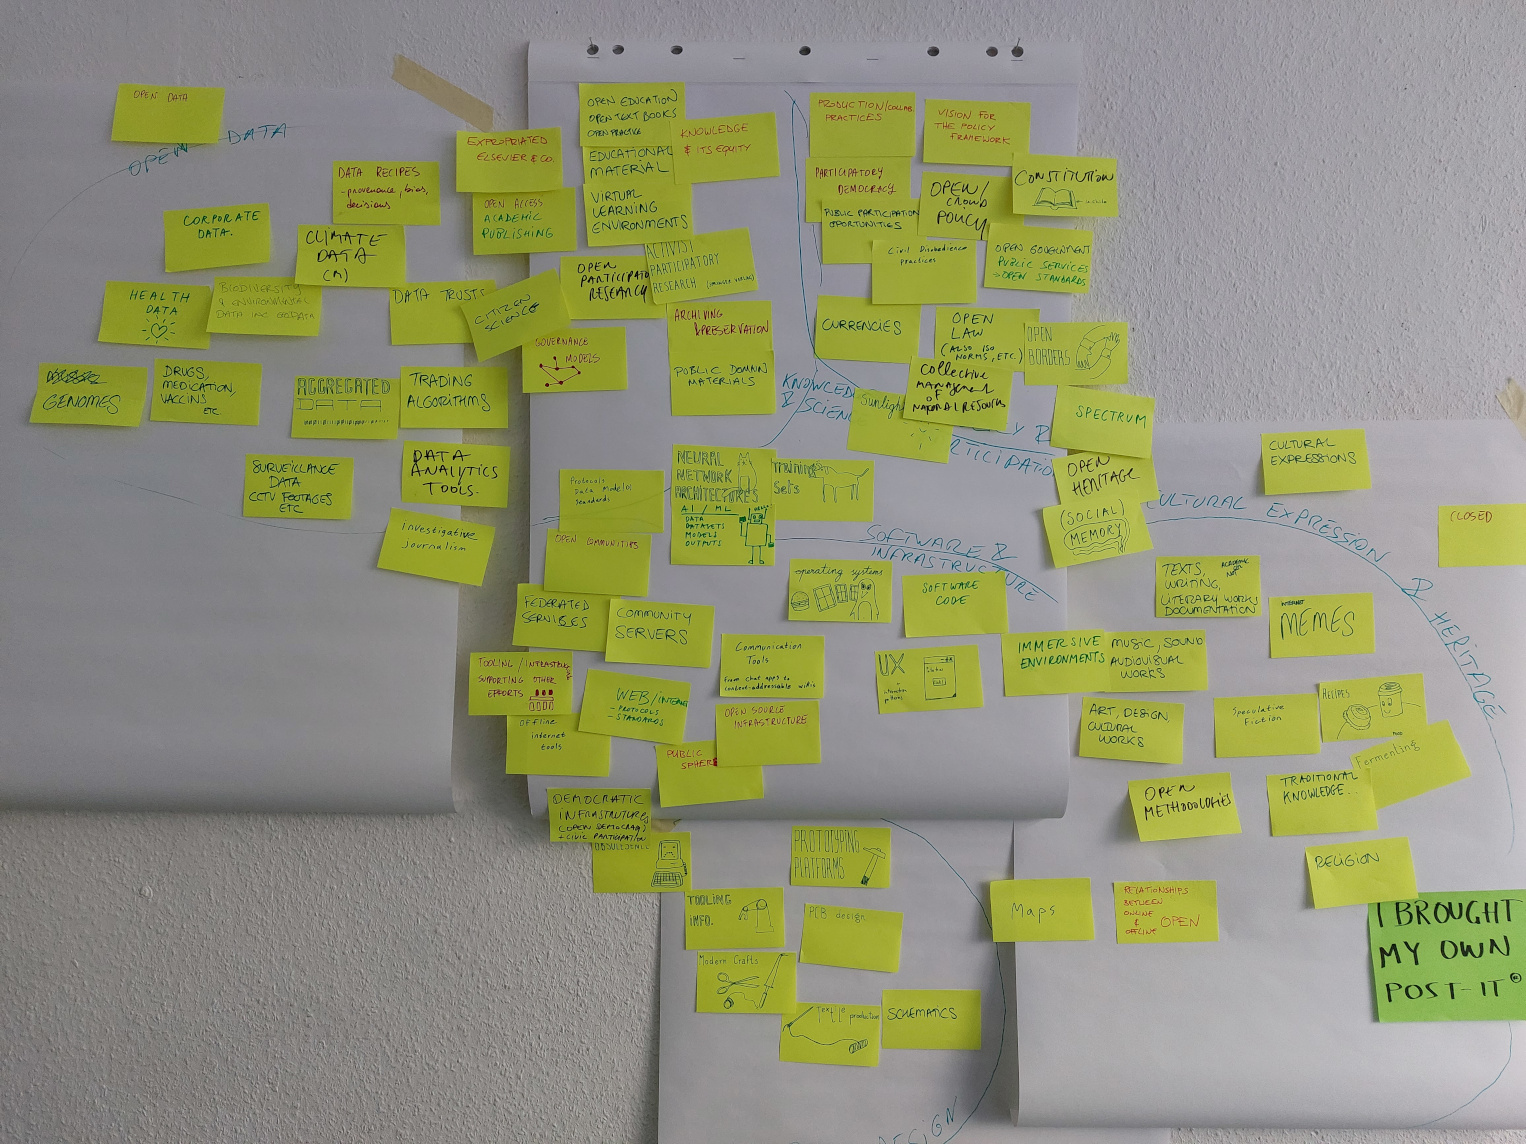 OPEN DATA
OPEN DATA
DATA RECIPES
- provenance, bias,
decisions
CORPORATE
DATA.
CLIMATE
DATA
HEALTH
DATA
BIODIVERSITY
& ENVIRONMENTAL
DATA INC GEODATA
DATA TRUSTS
GENOMES
DRUGS,
MEDICATION,
VACCINS
ETC
AGGREGATED
DATA
TRADING
ALGORITHMS
SURVEILLANCE
DATA
CCTV FOOTAGES
ETC
DATA
ANALYTICS
TOOLS.
investigative
journalism
EXPROPRIATED
ELSEVIER & CO.
OPEN ACCESS
ACADEMIC
PUBLISHING
OPEN EDUCATION
OPEN TEXT BOOKS
OPEN PRACTICE
EDUCATIONAL
MATERIAL
VIRTUAL
LEARNING
ENVIRONMENTS
KNOWLEDGE
& ITS EQUITY
CITIZEN
SCIENCE
OPEN
PARTICIPATO
RESEARCH
ACTIVIST
PARTICIPATORY
RESEARCH
GOVERNANCE
MODELS
ARCHIVING
& PRESERVATION
PUBLIC DOMAIN
MATERIALS
KNOWLED
& SCIENC
PRODUCTION/COLLAB.
PRACTICES
VISION FOR
THE POLICY
FRAMEWORK
PARTICIPATORY
DEMOCRACY
PUBLIC PARTICIPATION
OPORTUNITIES
OPEN/
CROWD
POLICY
CONSTITUTION
Civil Disobedience
practices
OPEN GOVERNMENT
PUBLIC SERVICES
→ OPEN STANDARDS
CURRENCIES
OPEN
LAW
(ALSO ISO
NORMS, ETC.)
OPEN
BORDERS
Sunligh
Collective
MANAGEMENT
OF
NATURAL RESOURCES
SPECTRUM
Y &
RTICIPATIO
OPEN
HERITAGE
(SOCIAL)
(MEMORY)
Protocols
Data Models
Standards
NEURAL
NETWORK
ARCHITECTURES
Training
Sets
AI / ML
DATA
DATASETS
MODELS
OUTPUTS
SOFTWARE &
INFRASTRUCTURE
OPEN COMMUNITIES
operating systems
SOFTWARE
CODE
FEDERATED
SERVICES
COMMUNITY
SERVERS
Communication
Tools
from chat apps to
content-addressable wikis
UX
TOOLING / INFRASTRU
SUPPORTING OTHER
EFFORTS
WEB/INTERNE
- PROTOCOLS
- STANDARDS
OPEN SOURCE
INFRASTRUCTURE
Offline
internet
tools
PUBLIC
SPHERE
DEMOCRATIC
INFRASTRUTURE
(OPEN DEMOCRACY)
+ CIVIC PARTICIPATION
PROTOTYPING
PLATFORMS
TOOLING
INFO.
PCB design
Modern Crafts
Textile production
SCHEMATICS
ESIGN
CULTURAL EXPRESSION & HERITAGE
CULTURAL
EXPRESSIONS
CLOSED
TEXTS,
WRITING
LITERARY WORKS
DOCUMENTATION
INTERNET
MEMES
IMMERSIVE
ENVIRONMENTS
MUSIC, SOUND
AUDIOVISUAL
WORKS
ART, DESIGN,
CULTURAL
WORKS
Speculative
Fiction
RECIPES
FOOD
Fermenting
OPEN
METHODOLOGIES
TRADITIONAL
KNOWLEDGE...
RELIGION
Maps
RELATIONSHIPS
BETWEEN
ONLINE
&
OFFLINE OPEN
I BROUGHT
MY OWN
POST-IT ®